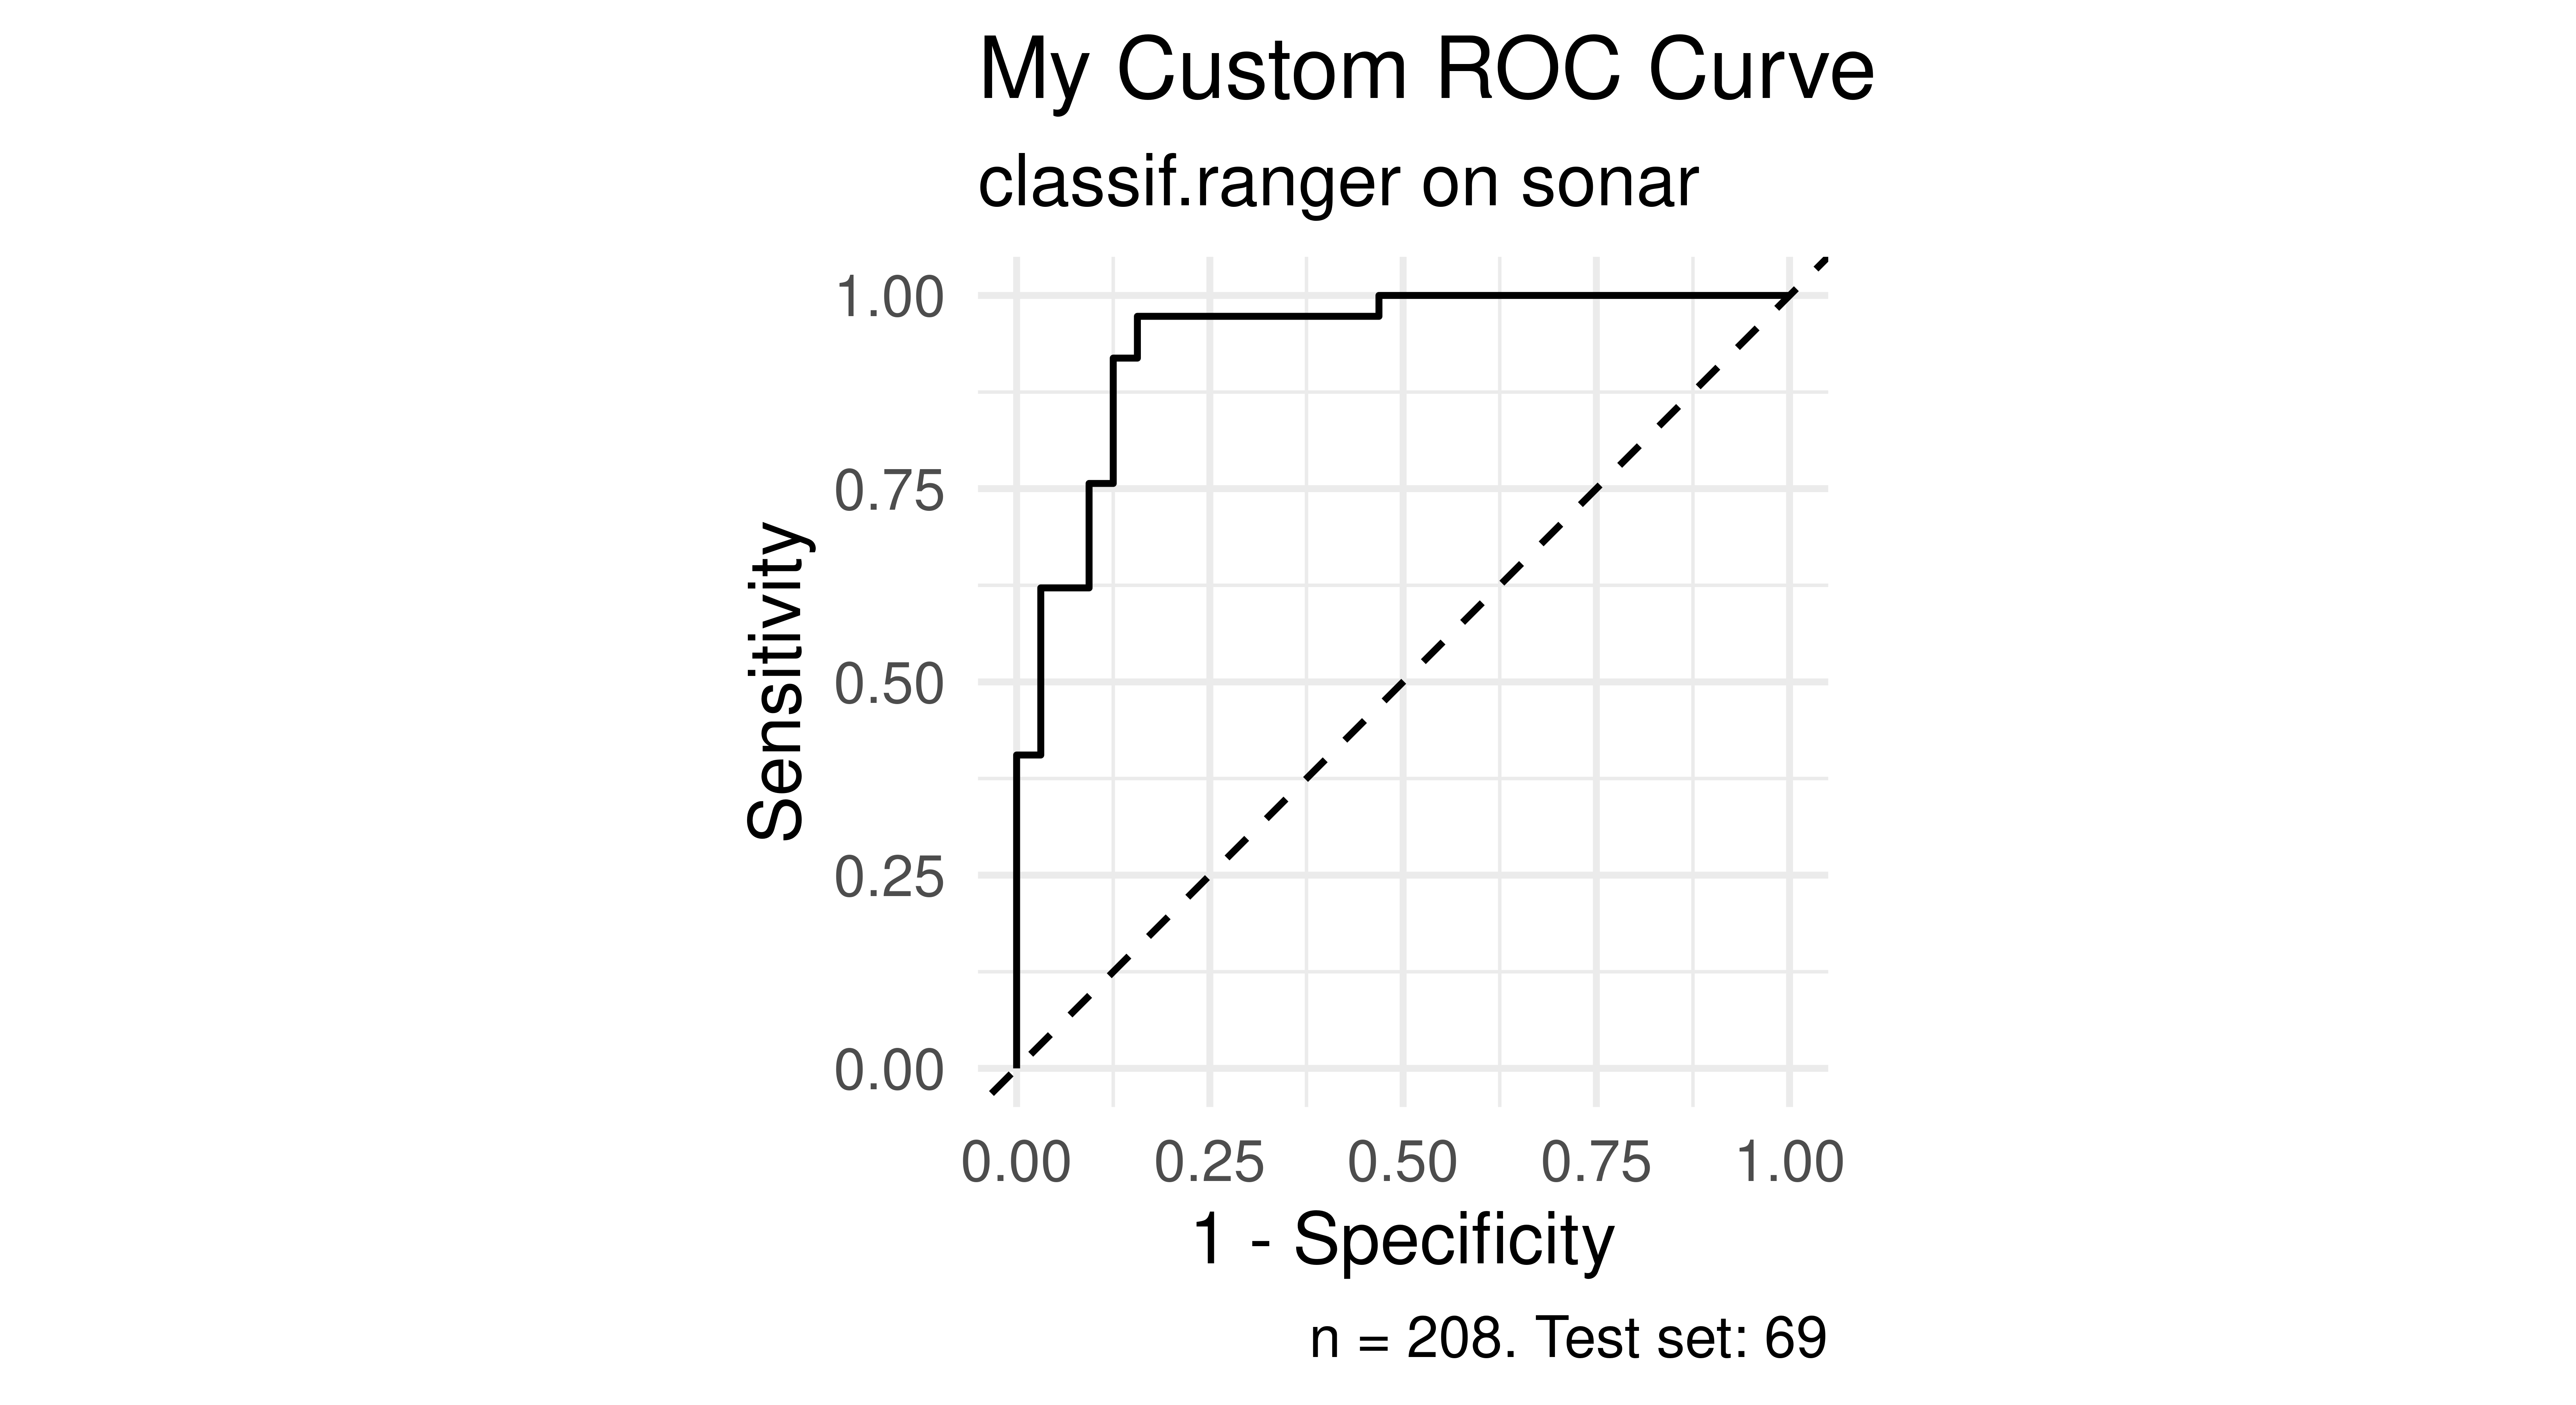 My Custom ROC Curve
classif.ranger on sonar
Sensitivity
1.00
0.75
0.50
0.25
0.00
0.00 0.25 0.50 0.75 1.00
1 - Specificity
n = 208. Test set: 69